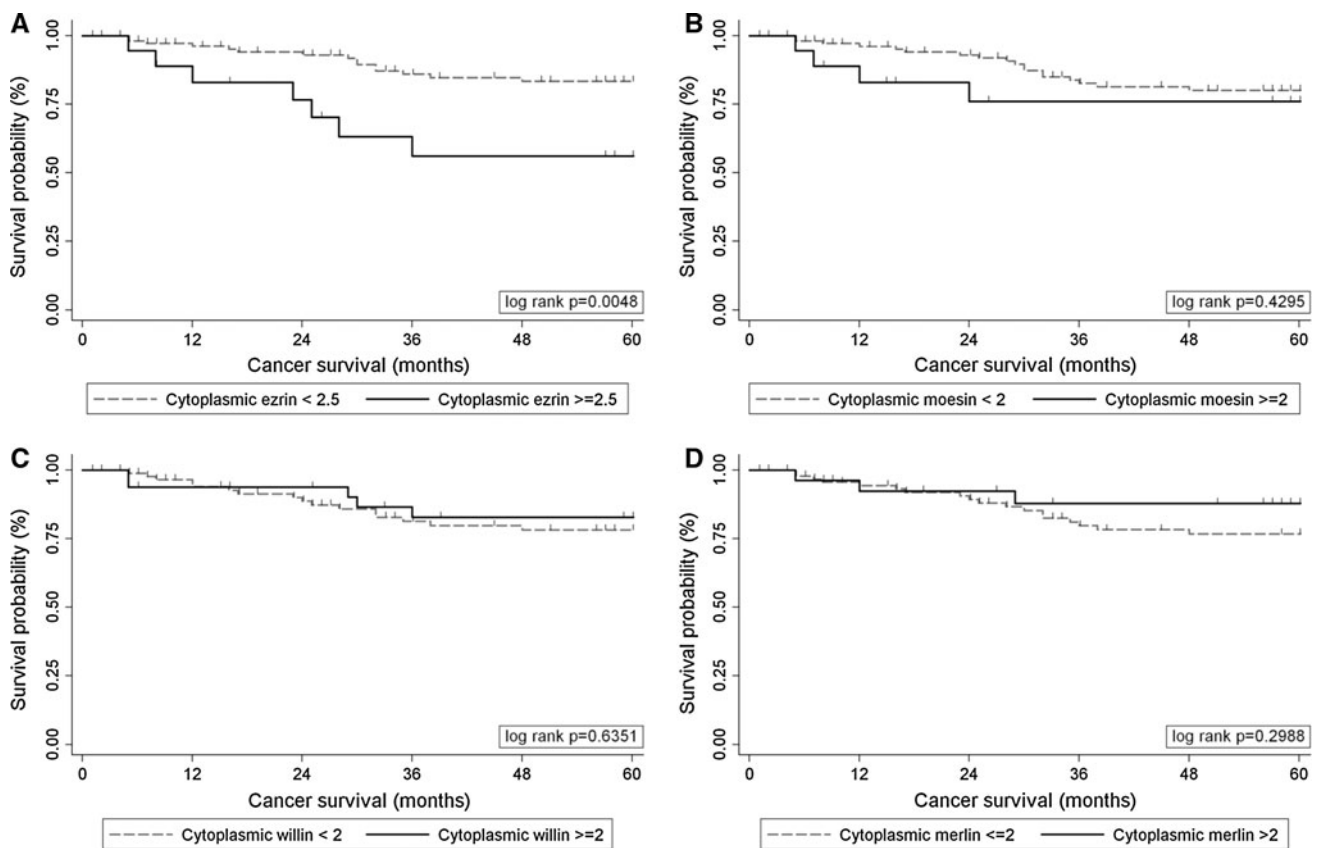 A
Survival probability (%)
1.00
0.75
0.50
0.25
0.00
log rank p=0.0048
0 12 24 36 48 60
Cancer survival (months)
Cytoplasmic ezrin < 2.5 Cytoplasmic ezrin >=2.5
B
Survival probability (%)
1.00
0.75
0.50
0.25
0.00
log rank p=0.4295
0 12 24 36 48 60
Cancer survival (months)
Cytoplasmic moesin < 2 Cytoplasmic moesin >=2
C
Survival probability (%)
1.00
0.75
0.50
0.25
0.00
log rank p=0.6351
0 12 24 36 48 60
Cancer survival (months)
Cytoplasmic willin < 2 Cytoplasmic willin >=2
D
Survival probability (%)
1.00
0.75
0.50
0.25
0.00
log rank p=0.2988
0 12 24 36 48 60
Cancer survival (months)
Cytoplasmic merlin <=2 Cytoplasmic merlin >2